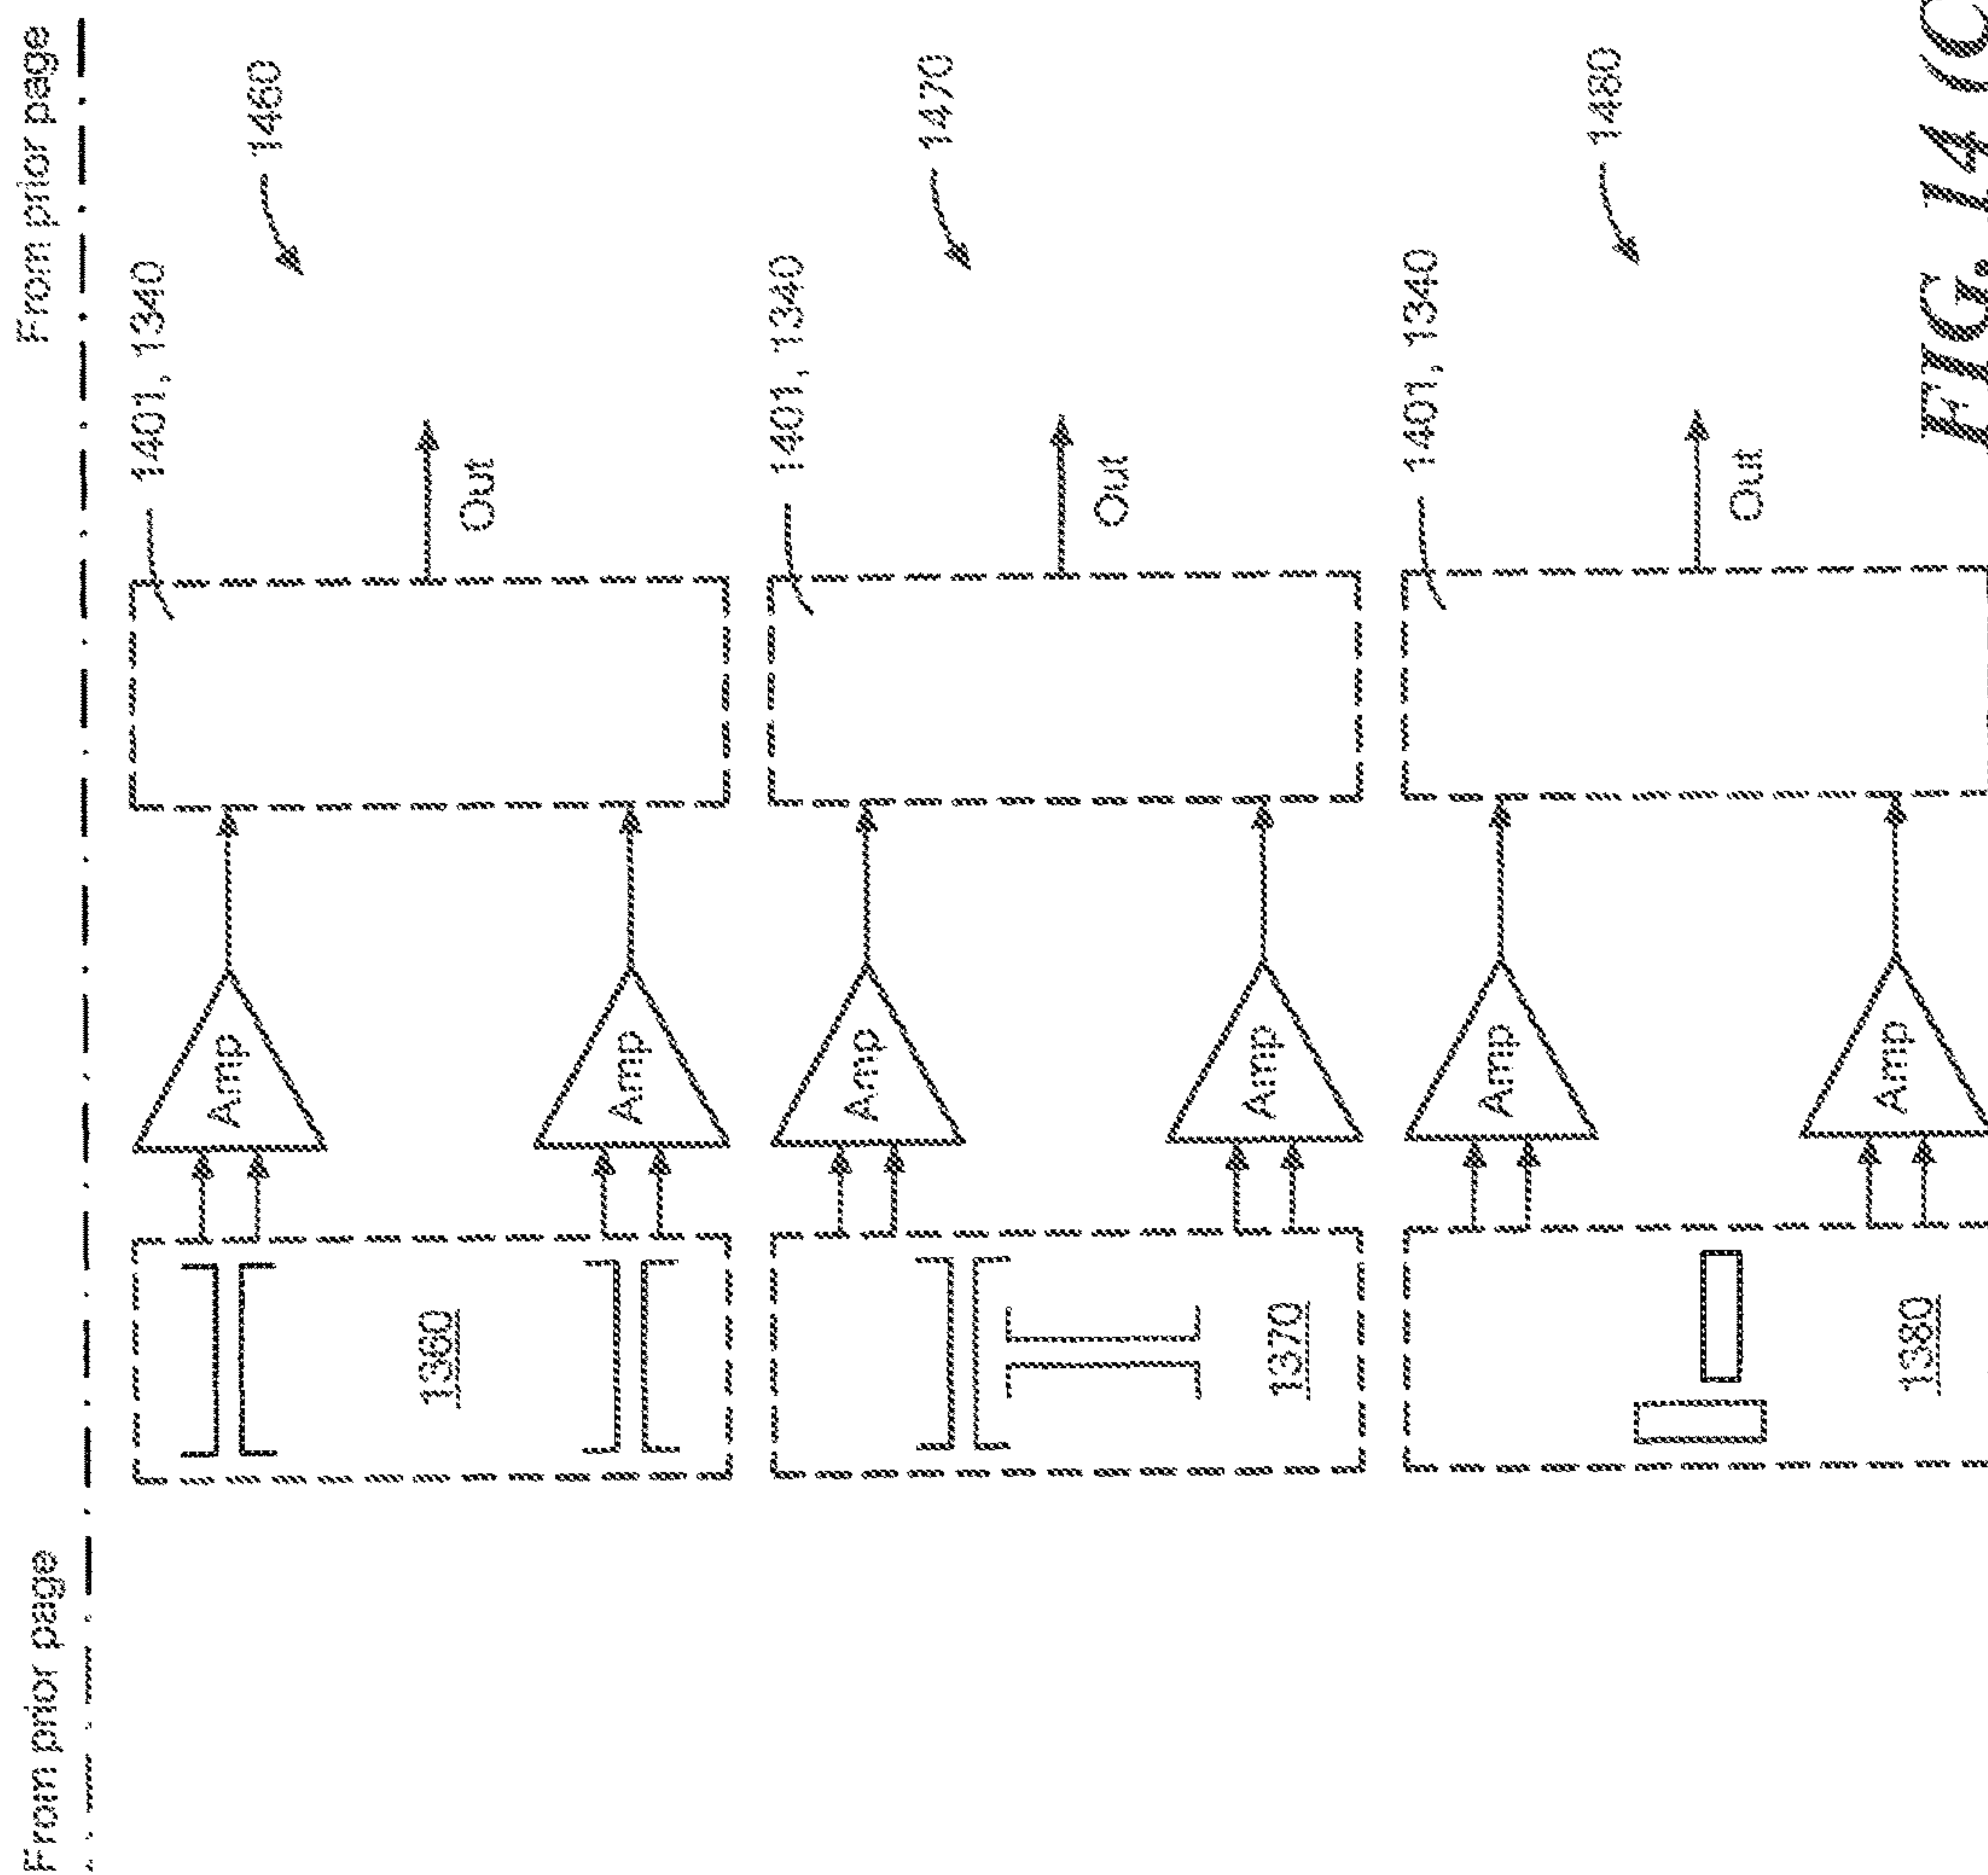 From prior page
From prior page
1401, 1340
Amp
1460
1360
Out
Amp
1401, 1340
Amp
1470
Out
Amp
1370
1401, 1340
Amp
1480
Out
Amp
1380
FIG. 14 (C